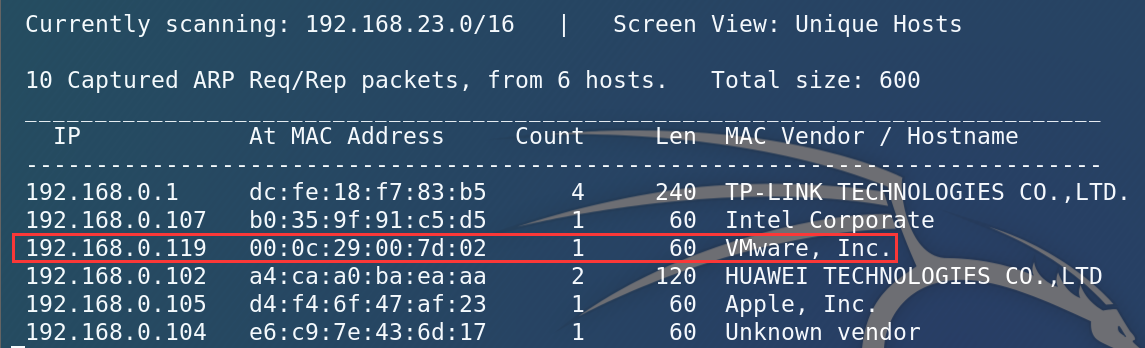 Currently scanning: 192.168.23.0/16   |   Screen View: Unique Hosts
10 Captured ARP Req/Rep packets, from 6 hosts.   Total size: 600
_____________________________________________________________________________
  IP            At MAC Address     Count     Len  MAC Vendor / Hostname
-----------------------------------------------------------------------------
192.168.0.1     dc:fe:18:f7:83:b5      4     240  TP-LINK TECHNOLOGIES CO.,LTD.
192.168.0.107   b0:35:9f:91:c5:d5      1      60  Intel Corporate
192.168.0.119   00:0c:29:00:7d:02      1      60  VMware, Inc.
192.168.0.102   a4:ca:a0:ba:ea:aa      2     120  HUAWEI TECHNOLOGIES CO.,LTD
192.168.0.105   d4:f4:6f:47:af:23      1      60  Apple, Inc.
192.168.0.104   e6:c9:7e:43:6d:17      1      60  Unknown vendor